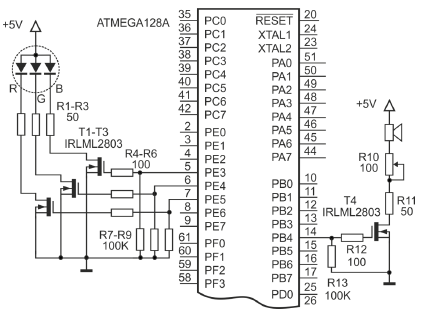 ATMEGA128A
+5V
R
G
B
R1-R3
50
T1-T3
IRLML2803
R4-R6
100
R7-R9
100K
35 PC0
36 PC1
37 PC2
38 PC3
39 PC4
40 PC5
41 PC6
42 PC7
2 PE0
3 PE1
4 PE2
5 PE3
6 PE4
7 PE5
8 PE6
9 PE7
61 PF0
60 PF1
59 PF2
58 PF3
RESET 20
XTAL1 24
XTAL2 23
PA0 51
PA1 50
PA2 49
PA3 48
PA4 47
PA5 46
PA6 45
PA7 44
PB0 10
PB1 11
PB2 12
PB3 13
PB4 14
PB5 15
PB6 16
PB7 17
PD0 25
26
+5V
R10
100
R11
50
T4
IRLML2803
R12
100
R13
100K